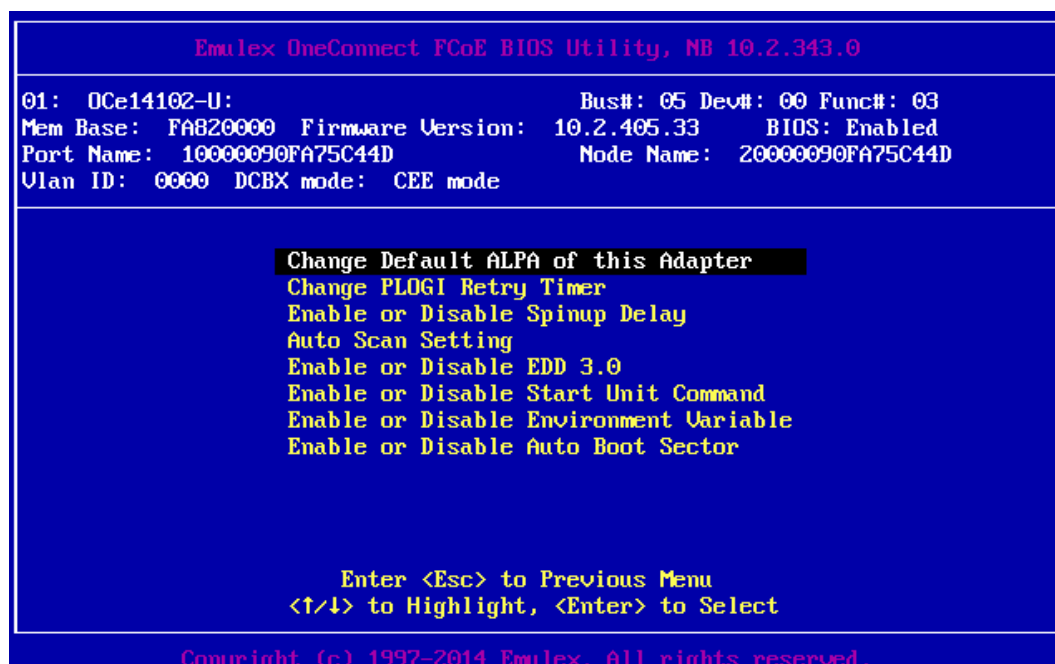 Emulex OneConnect FCoE BIOS Utility, NB 10.2.343.0
01: OCe14102-U: Bus#: 05 Dev#: 00 Func#: 03
Mem Base: FA820000 Firmware Version: 10.2.405.33 BIOS: Enabled
Port Name: 10000090FA75C44D Node Name: 20000090FA75C44D
Vlan ID: 0000 DCBX mode: CEE mode
Change Default ALPA of this Adapter
Change PLOGI Retry Timer
Enable or Disable Spinup Delay
Auto Scan Setting
Enable or Disable EDD 3.0
Enable or Disable Start Unit Command
Enable or Disable Environment Variable
Enable or Disable Auto Boot Sector
Enter <Esc> to Previous Menu
<↑/↓> to Highlight, <Enter> to Select
Copyright (c) 1997-2014 Emulex. All rights reserved.